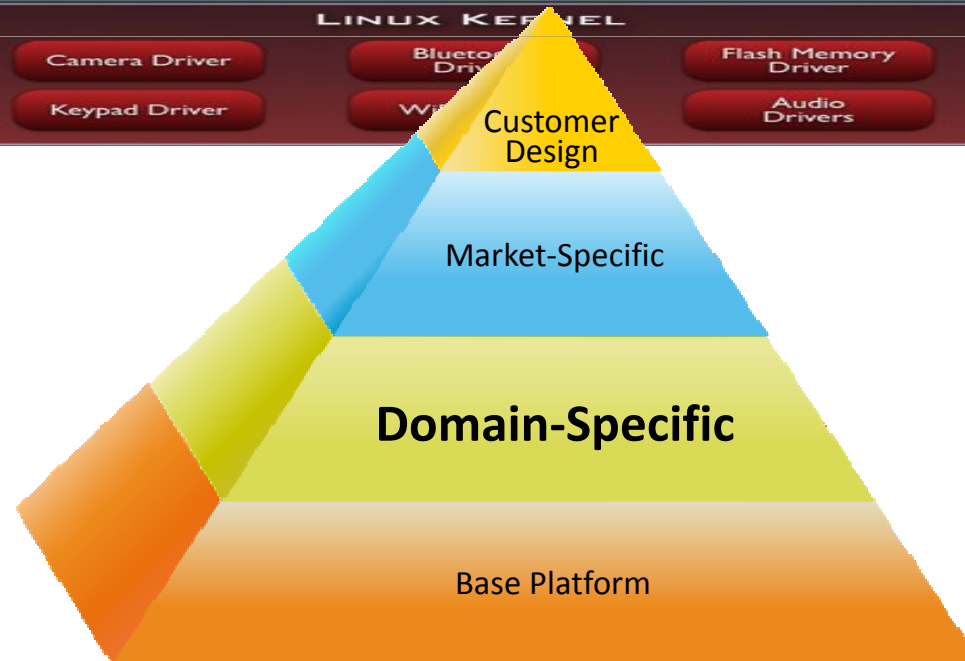 LINUX KERNEL
Camera Driver
Flash Memory
Driver
Keypad Driver
Audio
Drivers
Customer
Design
Market-Specific
Domain-Specific
Base Platform